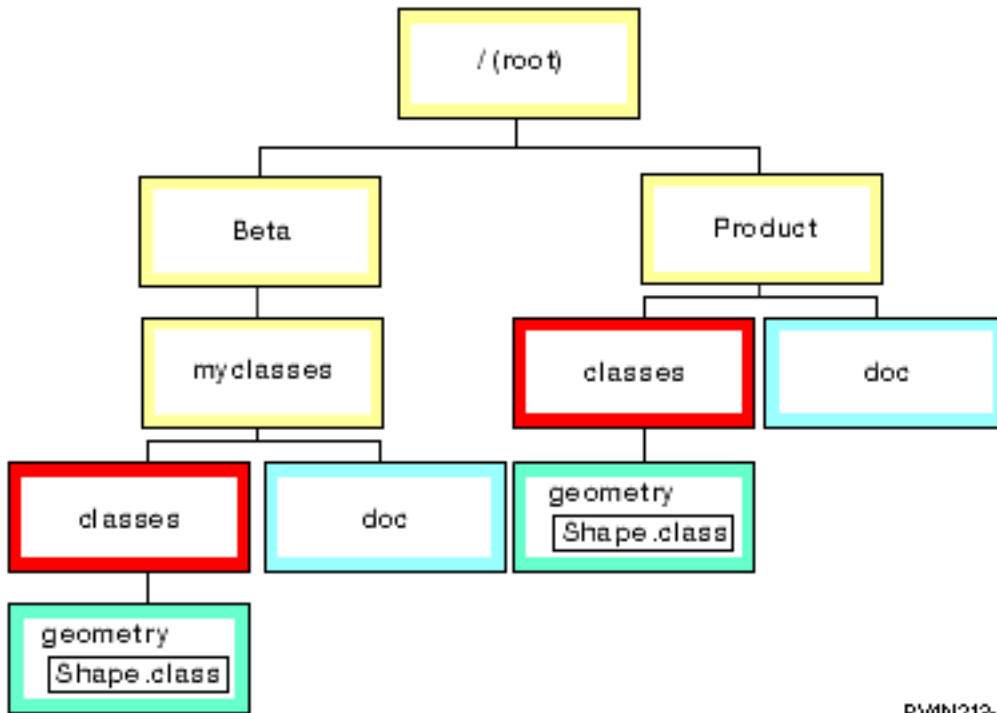 / (root)
Beta
Product
myclasses
classes
doc
classes
doc
geometry
Shape.class
geometry
Shape.class